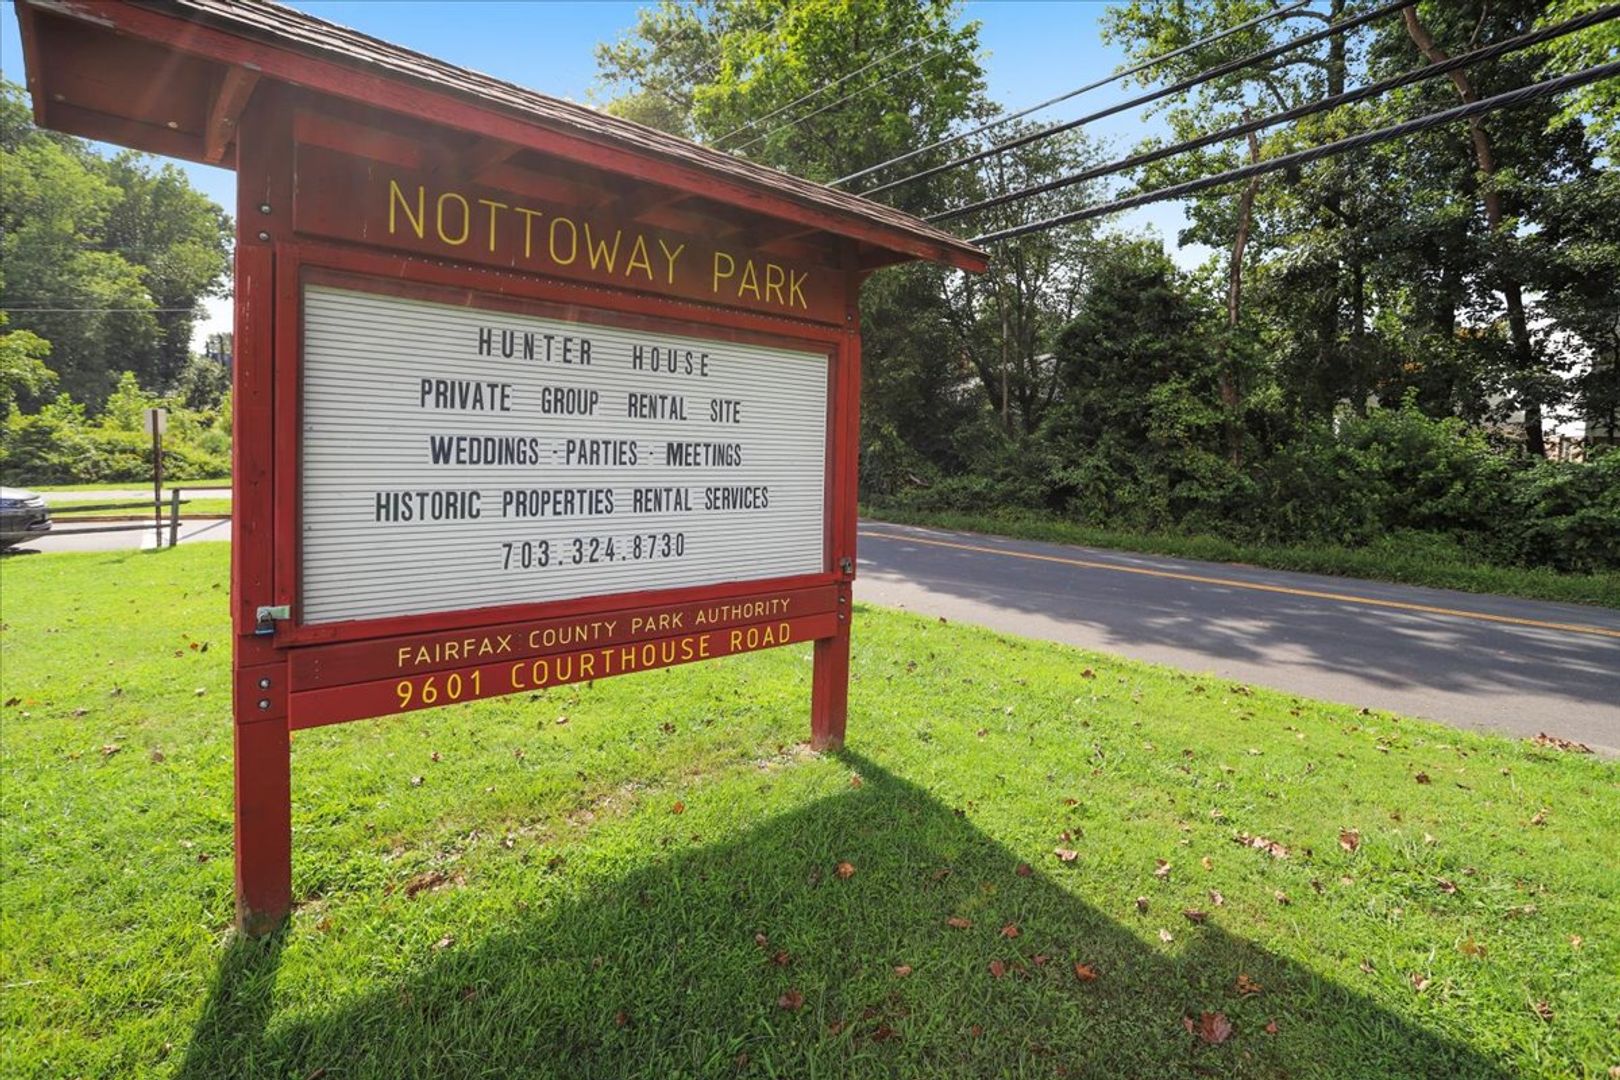 NOTTOWAY PARK
HUNTER HOUSE
PRIVATE GROUP RENTAL SITE
WEDDINGS - PARTIES - MEETINGS
HISTORIC PROPERTIES RENTAL SERVICES
703.324.8730
FAIRFAX COUNTY PARK AUTHORITY
9601 COURTHOUSE ROAD